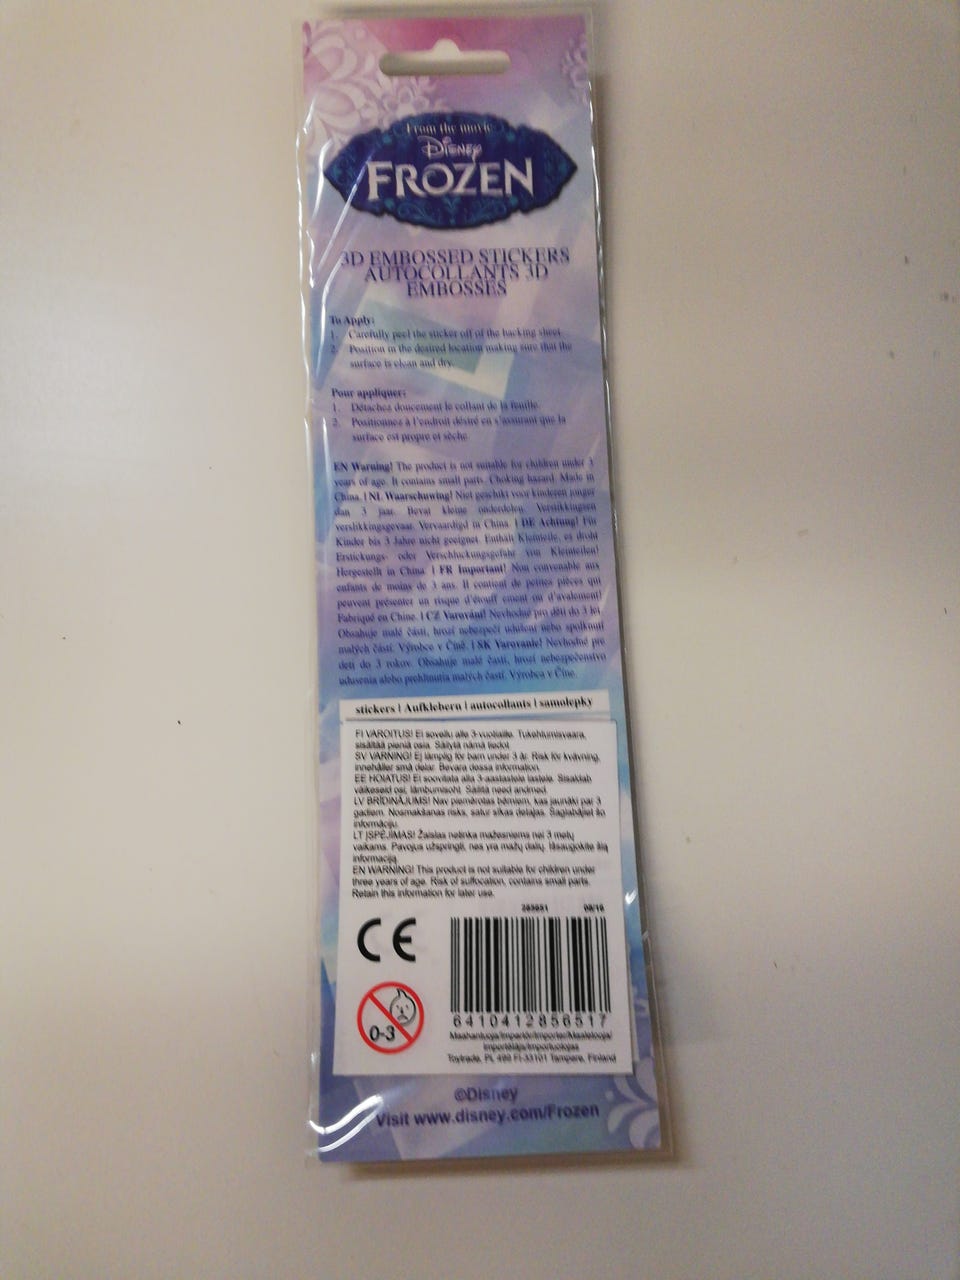 From the movie
Disney
FROZEN
3D EMBOSSED STICKERS
AUTOCOLLANTS 3D
EMBOSSÉS
To Apply:
1. Carefully peel the sticker off of the backing sheet.
2. Position in the desired location making sure that the
surface is clean and dry.
Pour appliquer:
1. Détachez doucement le collant de la feuille.
2. Positionnez à l'endroit désiré en s'assurant que la
surface est propre et sèche
EN Warning! The product is not suitable for children under 3
years of age. It contains small parts. Choking hazard. Made in
China. | NL Waarschuwing! Niet geschikt voor kinderen jonger
dan 3 jaar. Bevat kleine onderdelen. Verstikkingsen
verslikkingsgevaar. Vervaardigd in China. | DE Achtung! Für
Kinder bis 3 Jahre nicht geeignet. Enthält Kleinteile, es droht
Erstickungs- oder Verschluckungsgefahr von Kleinteilen!
Hergestellt in China. | FR Important! Non convenable aux
enfants de moins de 3 ans. Il contient de petites pièces qui
peuvent présenter un risque d'étouff ement ou d'avalement!
Fabriqué en Chine. | CZ Varování! Nevhodné pro děti do 3 let
Obsahuje malé části, hrozí nebezpečí udušení nebo spolknutí
malých částí. Výrobce v Číně. | SK Varovanie! Nevhodné pre
deti do 3 rokov. Obsahuje malé časti, hrozí nebezpečenstvo
udusenia alebo prehltnutia malých častí. Výrobca v Číne.
stickers | Aufklebern | autocollants | samolepky
FI VAROITUS! Ei sovellu alle 3-vuotiaille. Tukehtumisvaara,
sisältää pieniä osia. Säilytä nämä tiedot
SV VARNING! Ej lämplig för barn under 3 år. Risk för kvävning,
innehåller små delar. Bevara dessa information.
EE HOIATUS! Ei soovitata alla 3-aastastele lastele. Sisaldab
väikeseid osi, lämbumisoht. Säilitä need andmed.
LV BRĪDINĀJUMS! Nav piemērotas bērniem, kas jaunāki par 3
gadiem. Nosmakšanas risks, satur sīkas detaļas. Saglabājiet šo
informāciju.
LT ĮSPĖJIMAS! Žaislas netinka mažesniems nei 3 metų
vaikams. Pavojus užspringti, nes yra mažų dalių. Išsaugokite šią
informaciją.
EN WARNING! This product is not suitable for children under
three years of age. Risk of suffocation, contains small parts.
Retain this information for later use.
CE
0-3
6410412856517
Maahantuoja/Importör/Importer/Maaletooja/
Importētājs/Importuotojas
Toytrade, PL 499 FI-33101 Tampere, Finland
©Disney
Visit www.disney.com/Frozen